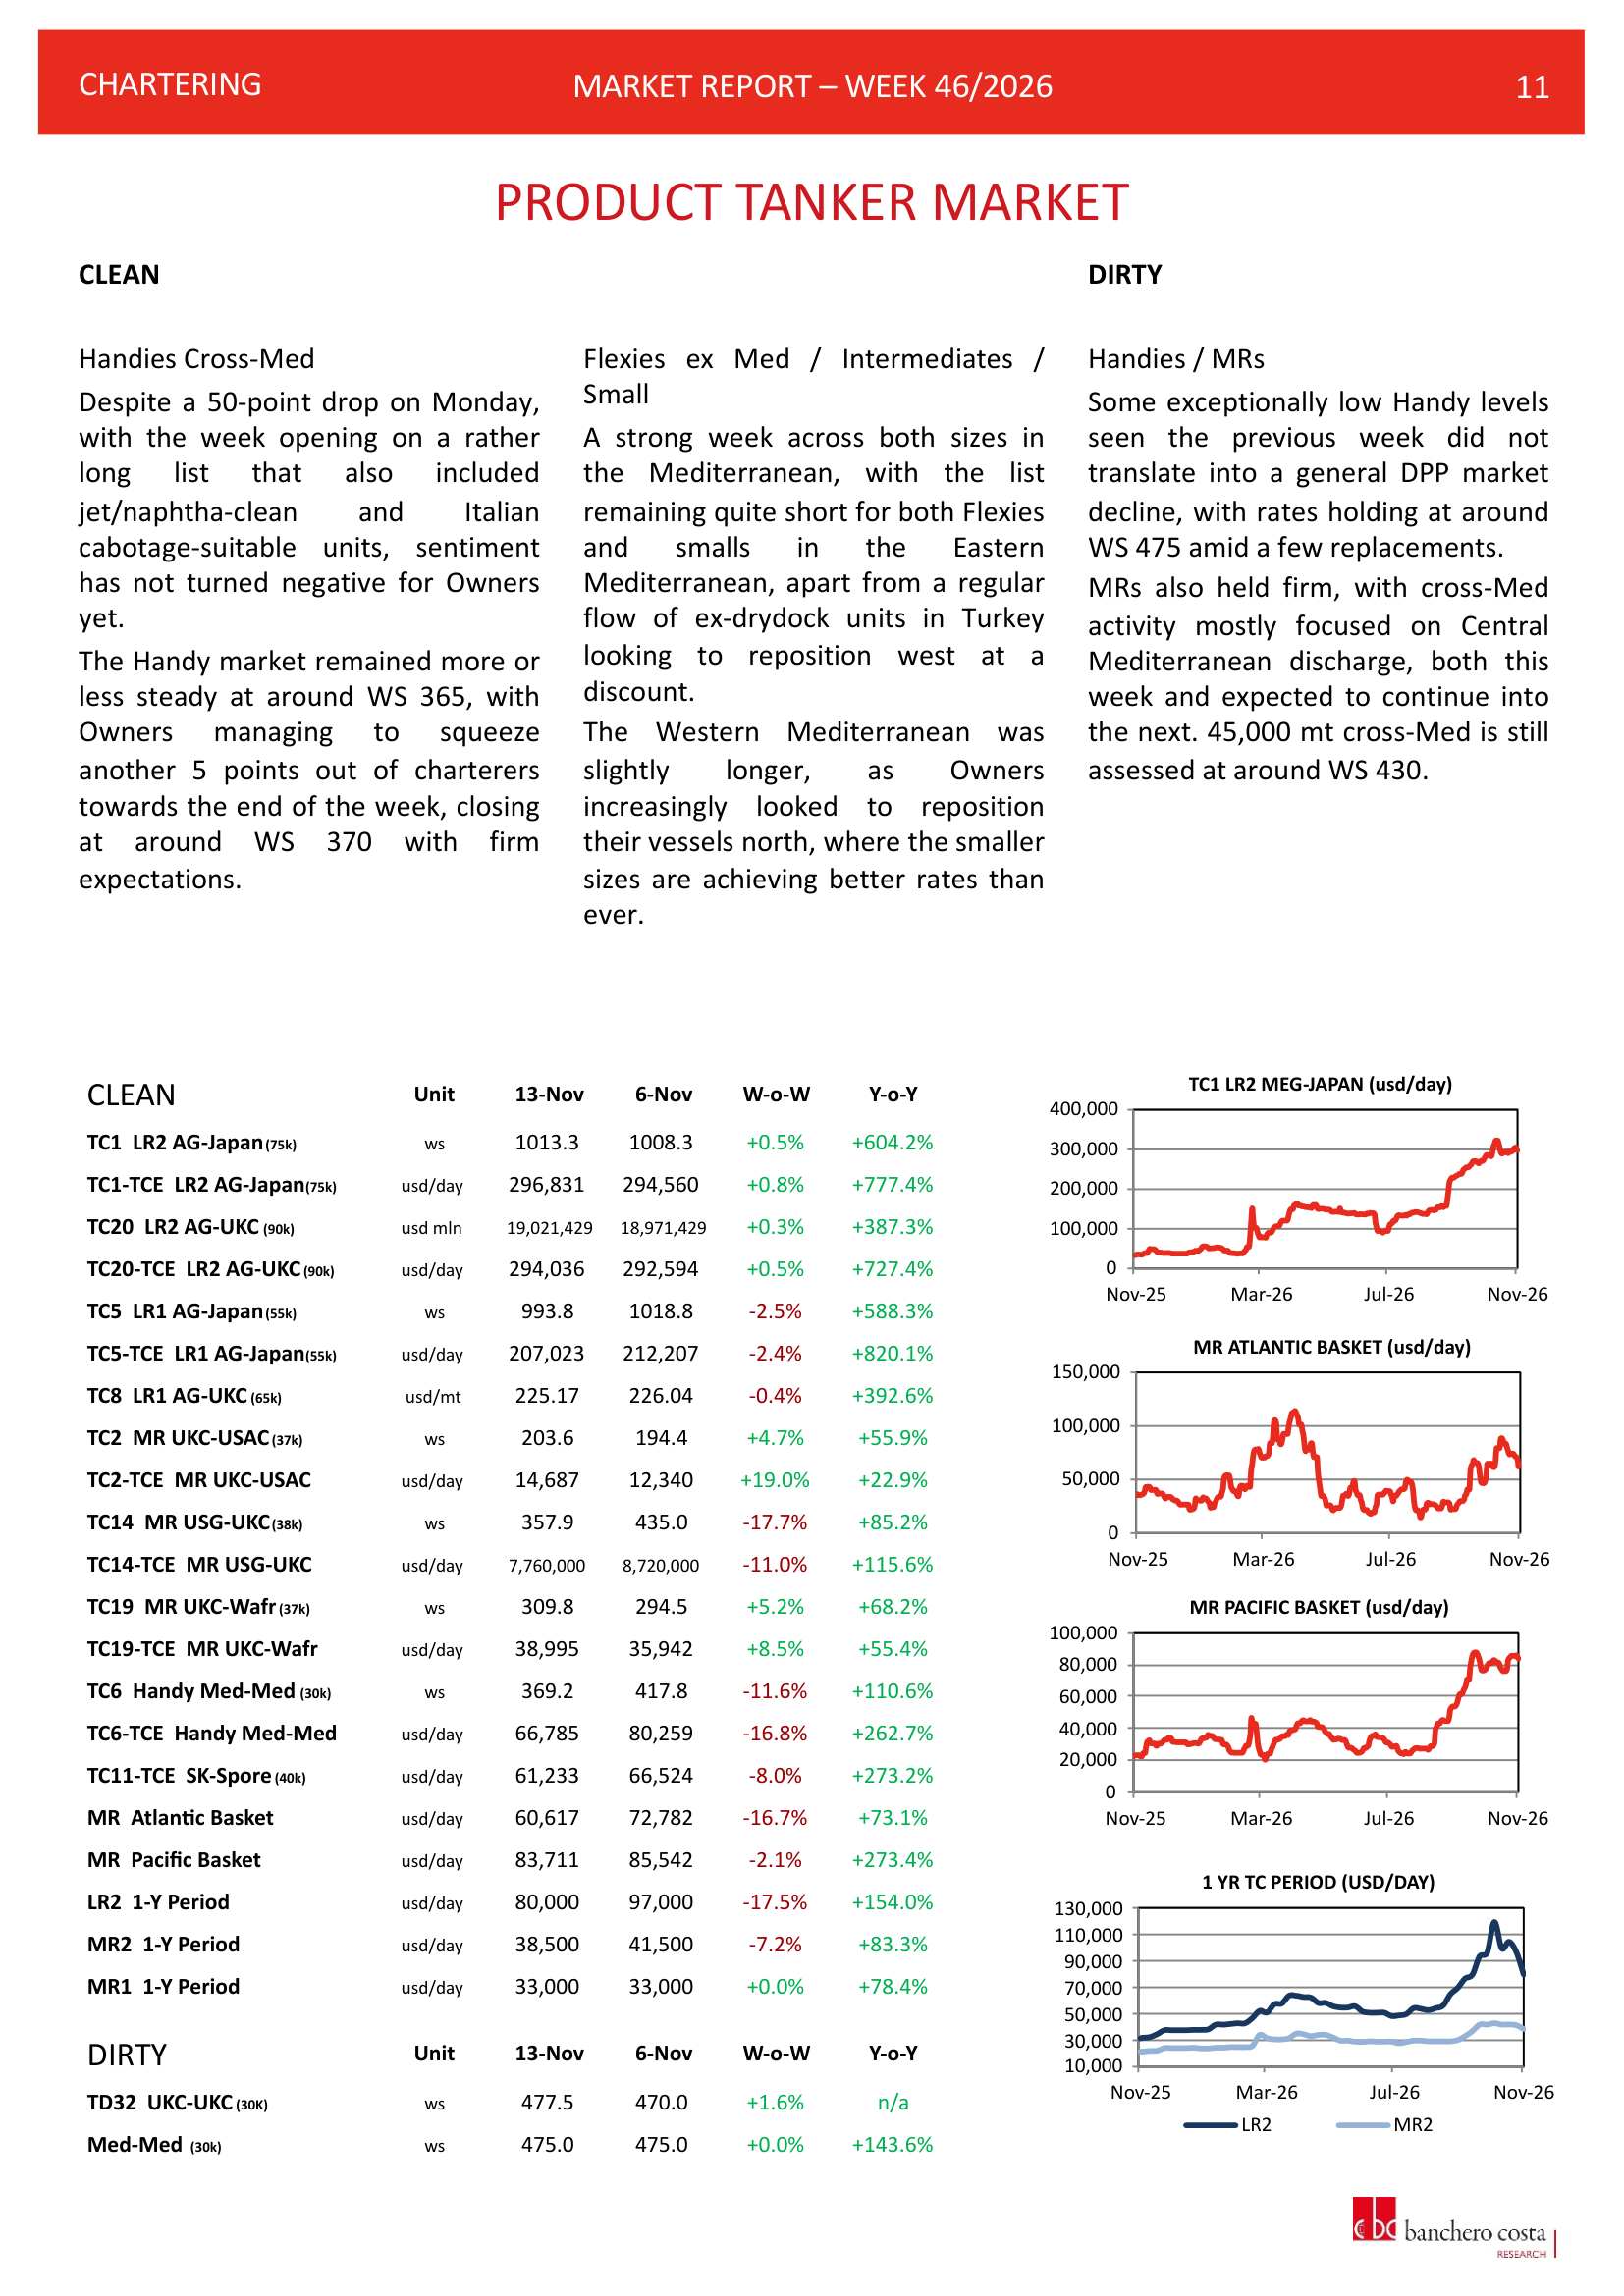 CHARTERING
MARKET REPORT – WEEK 46/2026
11
PRODUCT TANKER MARKET
CLEAN
Handies Cross-Med
Despite a 50-point drop on Monday,
with the week opening on a rather
long list that also included
jet/naphtha-clean and Italian
cabotage-suitable units, sentiment
has not turned negative for Owners
yet.
The Handy market remained more or
less steady at around WS 365, with
Owners managing to squeeze
another 5 points out of charterers
towards the end of the week, closing
at around WS 370 with firm
expectations.
Flexies ex Med / Intermediates /
Small
A strong week across both sizes in
the Mediterranean, with the list
remaining quite short for both Flexies
and smalls in the Eastern
Mediterranean, apart from a regular
flow of ex-drydock units in Turkey
looking to reposition west at a
discount.
The Western Mediterranean was
slightly longer, as Owners
increasingly looked to reposition
their vessels north, where the smaller
sizes are achieving better rates than
ever.
DIRTY
Handies / MRs
Some exceptionally low Handy levels
seen the previous week did not
translate into a general DPP market
decline, with rates holding at around
WS 475 amid a few replacements.
MRs also held firm, with cross-Med
activity mostly focused on Central
Mediterranean discharge, both this
week and expected to continue into
the next. 45,000 mt cross-Med is still
assessed at around WS 430.
CLEAN Unit 13-Nov 6-Nov W-o-W Y-o-Y
TC1 LR2 AG-Japan (75k) ws 1013.3 1008.3 +0.5% +604.2%
TC1-TCE LR2 AG-Japan (75k) usd/day 296,831 294,560 +0.8% +777.4%
TC20 LR2 AG-UKC (90k) usd mln 19,021,429 18,971,429 +0.3% +387.3%
TC20-TCE LR2 AG-UKC (90k) usd/day 294,036 292,594 +0.5% +727.4%
TC5 LR1 AG-Japan (55k) ws 993.8 1018.8 -2.5% +588.3%
TC5-TCE LR1 AG-Japan (55k) usd/day 207,023 212,207 -2.4% +820.1%
TC8 LR1 AG-UKC (65k) usd/mt 225.17 226.04 -0.4% +392.6%
TC2 MR UKC-USAC (37k) ws 203.6 194.4 +4.7% +55.9%
TC2-TCE MR UKC-USAC usd/day 14,687 12,340 +19.0% +22.9%
TC14 MR USG-UKC (38k) ws 357.9 435.0 -17.7% +85.2%
TC14-TCE MR USG-UKC usd/day 7,760,000 8,720,000 -11.0% +115.6%
TC19 MR UKC-Wafr (37k) ws 309.8 294.5 +5.2% +68.2%
TC19-TCE MR UKC-Wafr usd/day 38,995 35,942 +8.5% +55.4%
TC6 Handy Med-Med (30k) ws 369.2 417.8 -11.6% +110.6%
TC6-TCE Handy Med-Med usd/day 66,785 80,259 -16.8% +262.7%
TC11-TCE SK-Spore (40k) usd/day 61,233 66,524 -8.0% +273.2%
MR Atlantic Basket usd/day 60,617 72,782 -16.7% +73.1%
MR Pacific Basket usd/day 83,711 85,542 -2.1% +273.4%
LR2 1-Y Period usd/day 80,000 97,000 -17.5% +154.0%
MR2 1-Y Period usd/day 38,500 41,500 -7.2% +83.3%
MR1 1-Y Period usd/day 33,000 33,000 +0.0% +78.4%
DIRTY Unit 13-Nov 6-Nov W-o-W Y-o-Y
TD32 UKC-UKC (30K) ws 477.5 470.0 +1.6% n/a
Med-Med (30k) ws 475.0 475.0 +0.0% +143.6%
TC1 LR2 MEG-JAPAN (usd/day)
400,000
300,000
200,000
100,000
0
Nov-25 Mar-26 Jul-26 Nov-26
MR ATLANTIC BASKET (usd/day)
150,000
100,000
50,000
0
Nov-25 Mar-26 Jul-26 Nov-26
MR PACIFIC BASKET (usd/day)
100,000
80,000
60,000
40,000
20,000
0
Nov-25 Mar-26 Jul-26 Nov-26
1 YR TC PERIOD (USD/DAY)
130,000
110,000
90,000
70,000
50,000
30,000
10,000
Nov-25 Mar-26 Jul-26 Nov-26
LR2 MR2
bc banchero costa
RESEARCH